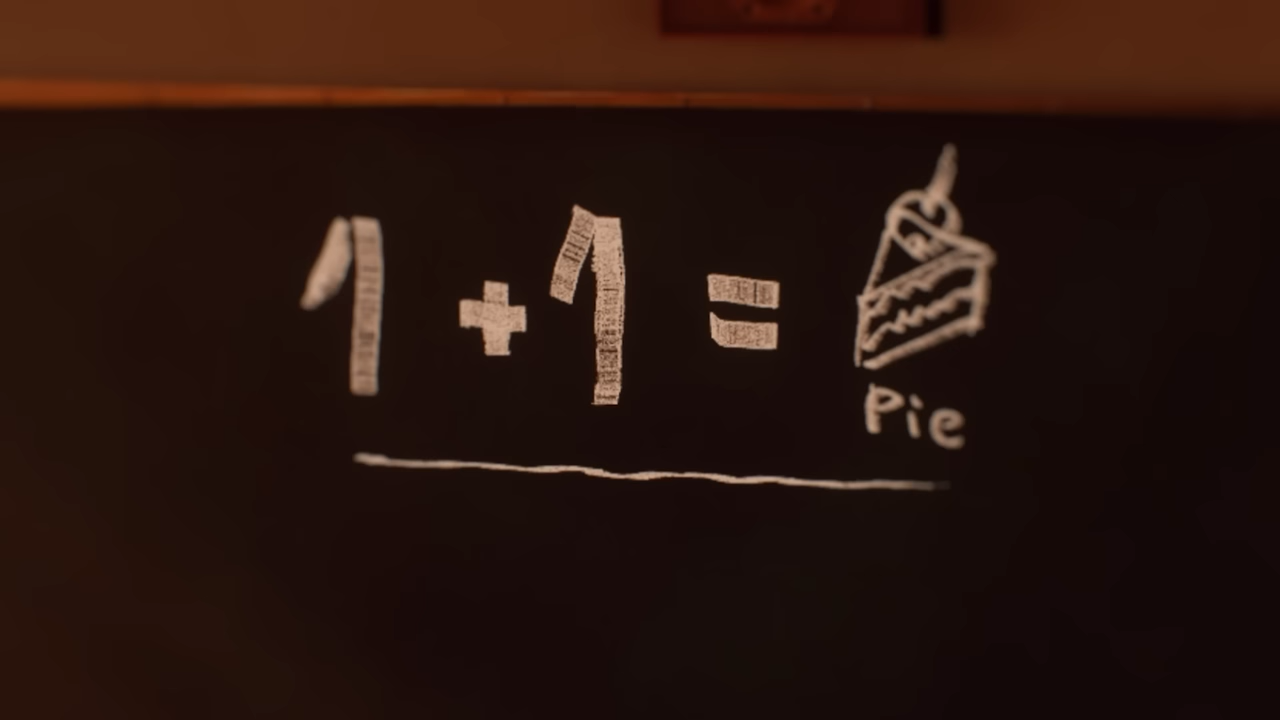 1 + 1 =
Pie